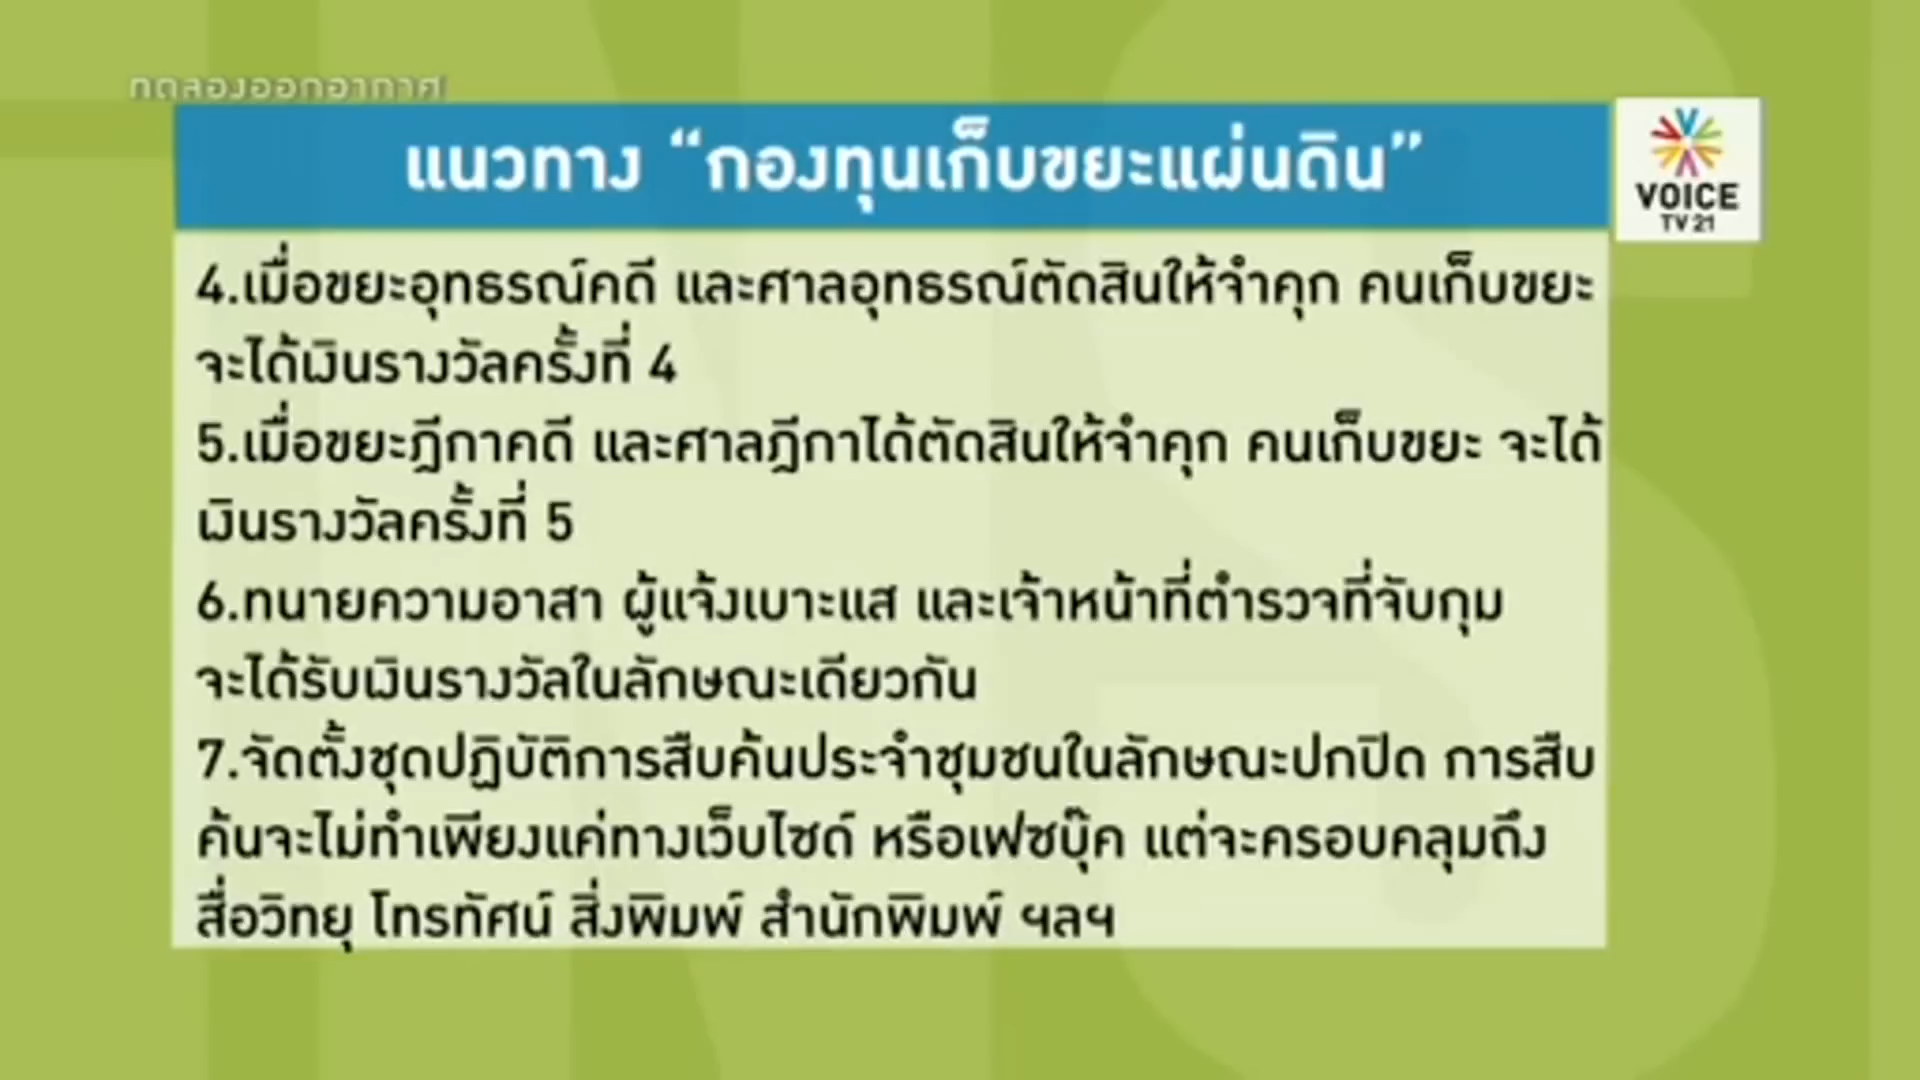 ทดลองออกอากาศ
แนวทาง “กองทุนเก็บขยะแผ่นดิน”
VOICE
TV 21
4.เมื่อขยะอุทธรณ์คดี และศาลอุทธรณ์ตัดสินให้จำคุก คนเก็บขยะ
จะได้เงินรางวัลครั้งที่ 4
5.เมื่อขยะฎีกาคดี และศาลฎีกาได้ตัดสินให้จำคุก คนเก็บขยะ จะได้
เงินรางวัลครั้งที่ 5
6.ทนายความอาสา ผู้แจ้งเบาะแส และเจ้าหน้าที่ตำรวจที่จับกุม
จะได้รับเงินรางวัลในลักษณะเดียวกัน
7.จัดตั้งชุดปฏิบัติการสืบค้นประจำชุมชนในลักษณะปกปิด การสืบ
ค้นจะไม่ทำเพียงแค่ทางเว็บไซด์ หรือเฟซบุ๊ค แต่จะครอบคลุมถึง
สื่อวิทยุ โทรทัศน์ สิ่งพิมพ์ สำนักพิมพ์ ฯลฯ